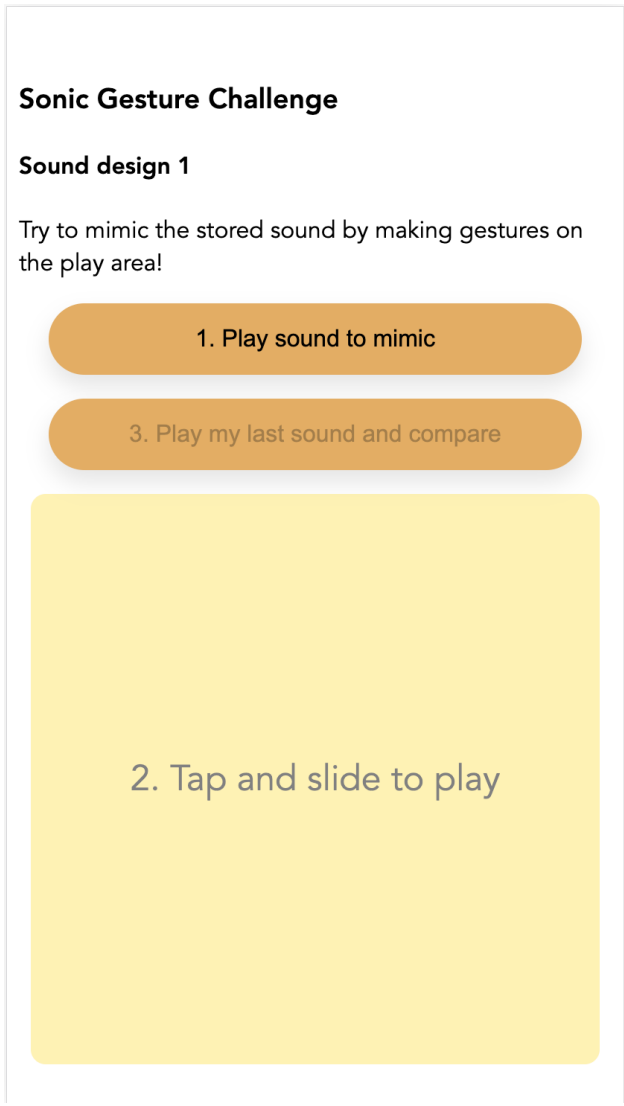 Sonic Gesture Challenge
Sound design 1
Try to mimic the stored sound by making gestures on
the play area!
1. Play sound to mimic
3. Play my last sound and compare
2. Tap and slide to play